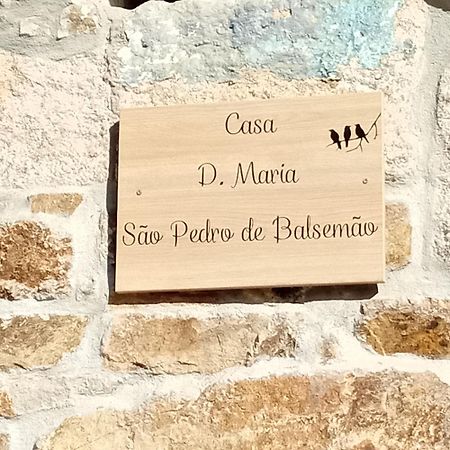 Casa
D. Maria
São Pedro de Balsemão